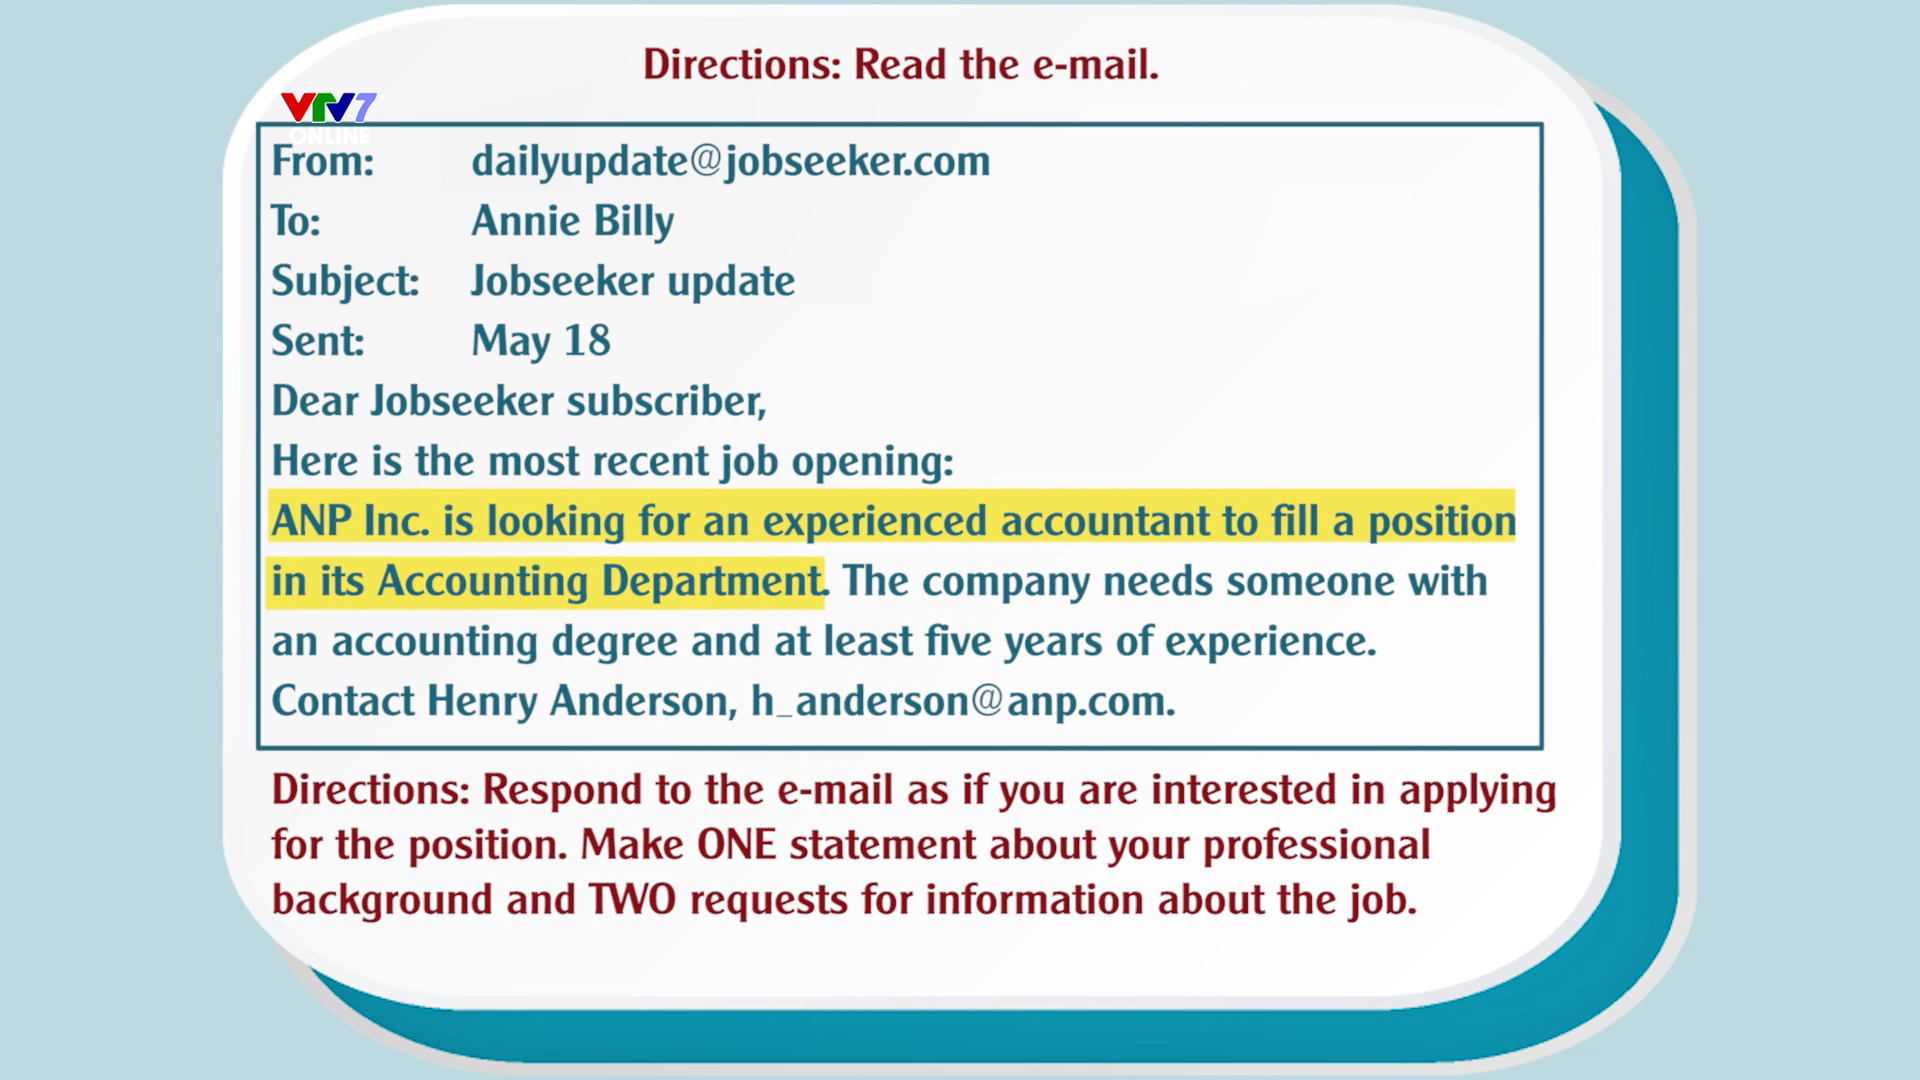 Directions: Read the e-mail.
VTV7
ONLINE
From: dailyupdate@jobseeker.com
To: Annie Billy
Subject: Jobseeker update
Sent: May 18
Dear Jobseeker subscriber,
Here is the most recent job opening:
ANP Inc. is looking for an experienced accountant to fill a position
in its Accounting Department. The company needs someone with
an accounting degree and at least five years of experience.
Contact Henry Anderson, h_anderson@anp.com.
Directions: Respond to the e-mail as if you are interested in applying
for the position. Make ONE statement about your professional
background and TWO requests for information about the job.